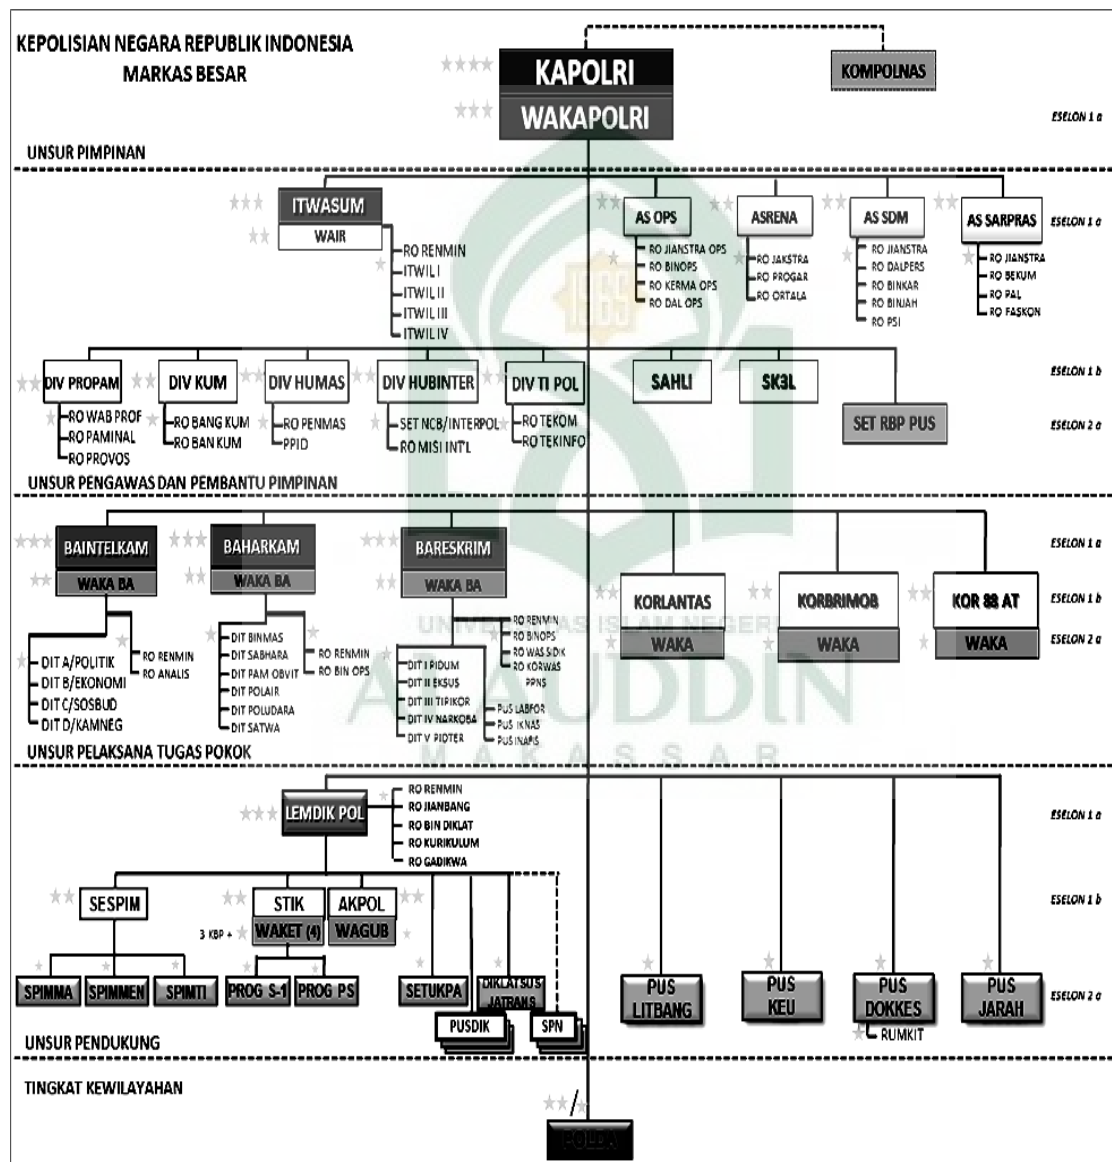 KEPOLISIAN NEGARA REPUBLIK INDONESIA
MARKAS BESAR
KAPOLRI
WAKAPOLRI
KOMPOLNAS
ESELON 1 a
UNSUR PIMPINAN
ITWASUM
WAIR
RO RENMIN
ITWIL I
ITWIL II
ITWIL III
ITWIL IV
AS OPS
RO JIANSTRA OPS
RO BINOPS
RO KERMA OPS
RO DAL OPS
ASRENA
RO JAKSTRA
RO PROGAR
RO ORTALA
AS SDM
RO JIANSTRA
RO DALPERS
RO BINKAR
RO BINJAH
RO PSI
AS SARPRAS
RO JIANSTRA
RO BEKUM
RO PAL
RO FASKON
ESELON 1 a
1965
DIV PROPAM
RO WAB PROF
RO PAMINAL
RO PROVOS
DIV KUM
RO BANG KUM
RO BAN KUM
DIV HUMAS
RO PENMAS
PPID
DIV HUBINTER
SET NCB/INTERPOL
RO MISI INT'L
DIV TI POL
RO TEKOM
RO TEKINFO
SAHLI
SK3L
SET RBP PUS
ESELON 1 b
ESELON 2 a
UNSUR PENGAWAS DAN PEMBANTU PIMPINAN
BAINTELKAM
WAKA BA
DIT A/POLITIK
DIT B/EKONOMI
DIT C/SOSBUD
DIT D/KAMNEG
RO RENMIN
RO ANALIS
BAHARKAM
WAKA BA
DIT BINMAS
DIT SABHARA
DIT PAM OBVIT
DIT POLAIR
DIT POLUDARA
DIT SATWA
RO RENMIN
RO BIN OPS
BARESKRIM
WAKA BA
DIT I PIDUM
DIT II EKSUS
DIT III TIPIKOR
DIT IV NARKOBA
DIT V PIDTER
RO RENMIN
RO BINOPS
RO WAS SIDIK
RO KORWAS
PPNS
PUS LABFOR
PUS IKNAS
PUS INAFIS
KORLANTAS
WAKA
KORBRIMOB
WAKA
KOR 88 AT
WAKA
ESELON 1 a
ESELON 1 b
ESELON 2 a
UNIVERSITAS ISLAM NEGERI
ALAUDDIN
MAKASSAR
UNSUR PELAKSANA TUGAS POKOK
LEMDIK POL
RO RENMIN
RO JIANBANG
RO BIN DIKLAT
RO KURIKULUM
RO GADIKWA
ESELON 1 a
SESPIM
STIK
3 KBP +
WAKET (4)
AKPOL
WAGUB
ESELON 1 b
SPIMMA
SPIMMEN
SPIMTI
PROG S-1
PROG PS
SETUKPA
DIKLATSUS
JATRANS
PUSDIK
SPN
PUS
LITBANG
PUS
KEU
PUS
DOKKES
RUMKIT
PUS
JARAH
ESELON 2 a
UNSUR PENDUKUNG
TINGKAT KEWILAYAHAN
/
POLDA